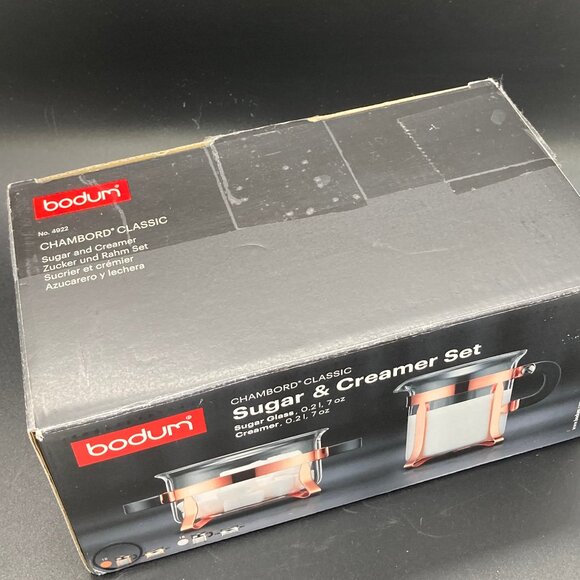 bodum®
No. 4922
CHAMBORD® CLASSIC
Sugar and Creamer
Zucker und Rahm Set
Sucrier et crémier
Azucarero y lechera
CHAMBORD® CLASSIC
Sugar & Creamer Set
Sugar Glass, 0.2 l, 7 oz
Creamer, 0.2 l, 7 oz
bodum®